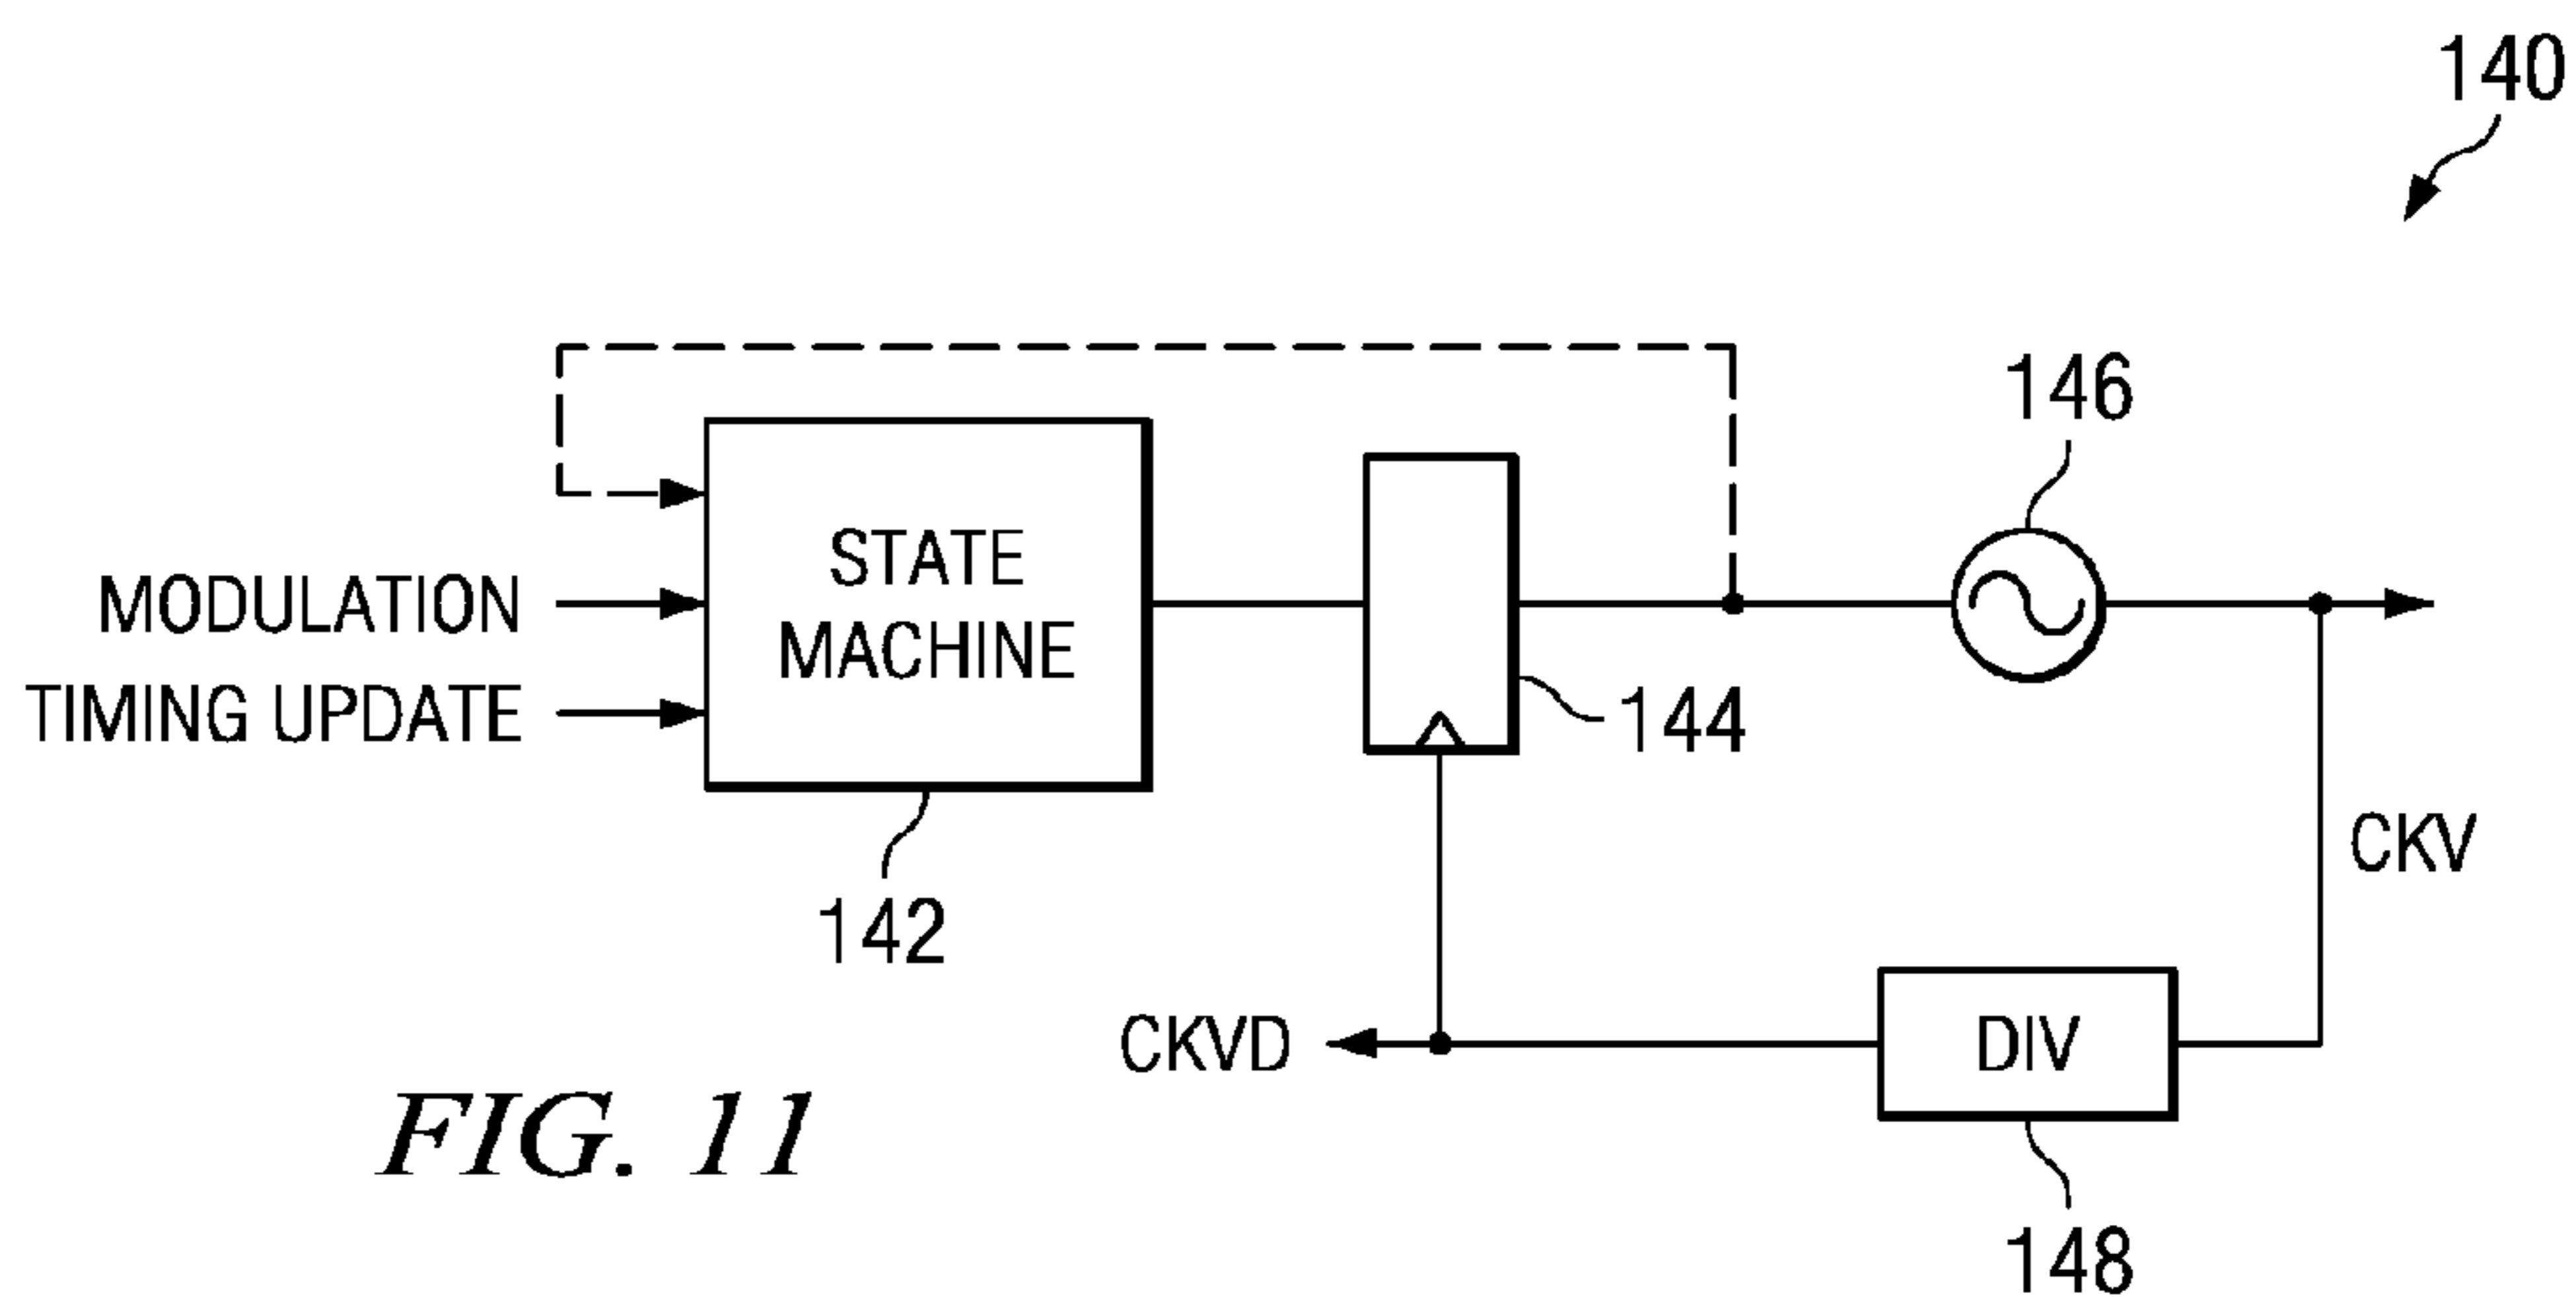 140
146
STATE
MACHINE
MODULATION
TIMING UPDATE
144
142
CKV
CKVD
DIV
148
FIG. 11